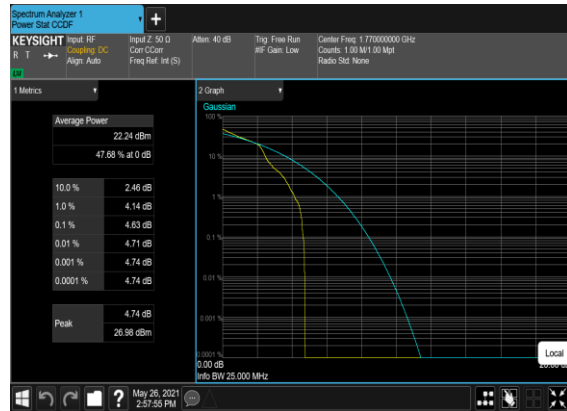 Spectrum Analyzer 1
Power Stat CCDF
KEYSIGHT
R T
LV
Input: RF
Coupling: DC
Align: Auto
Input Z: 50 Ω
Corr CCorr
Freq Ref: Int (S)
Atten: 40 dB
Trig: Free Run
#IF Gain: Low
Center Freq: 1.770000000 GHz
Counts: 1.00 M/1.00 Mpt
Radio Std: None
1 Metrics
Average Power
22.24 dBm
47.68 % at 0 dB
10.0 % 2.46 dB
1.0 % 4.14 dB
0.1 % 4.63 dB
0.01 % 4.71 dB
0.001 % 4.74 dB
0.0001 % 4.74 dB
Peak
4.74 dB
26.98 dBm
2 Graph
Gaussian
100 %
10 %
1 %
0.1 %
0.01 %
0.001 %
0.0001 %
0.00 dB
Info BW 25.000 MHz
Local
?
May 26, 2021
2:57:55 PM